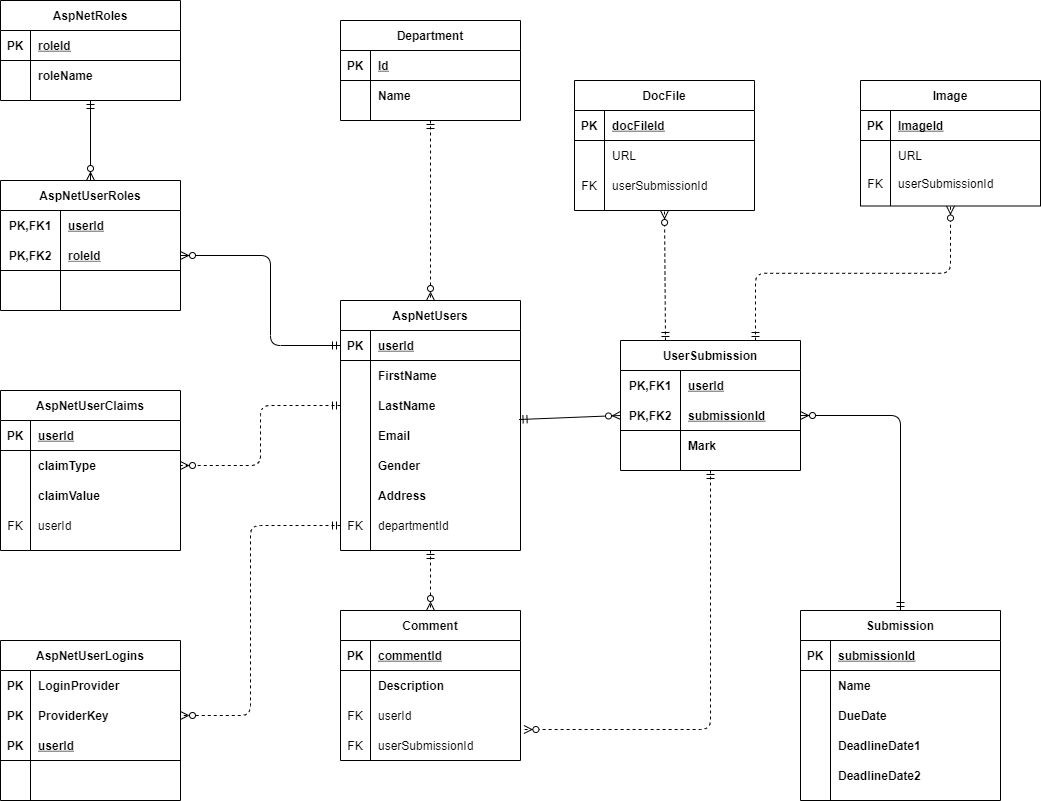 AspNetRoles
PK roleId
roleName
Department
PK Id
Name
DocFile
PK docFileId
URL
FK userSubmissionId
Image
PK ImageId
URL
FK userSubmissionId
AspNetUserRoles
PK,FK1 userId
PK,FK2 roleId
AspNetUsers
PK userId
FirstName
LastName
Email
Gender
Address
FK departmentId
UserSubmission
PK,FK1 userId
PK,FK2 submissionId
Mark
AspNetUserClaims
PK userId
claimType
claimValue
FK userId
Comment
PK commentId
Description
FK userId
FK userSubmissionId
Submission
PK submissionId
Name
DueDate
DeadlineDate1
DeadlineDate2
AspNetUserLogins
PK LoginProvider
PK ProviderKey
PK userId